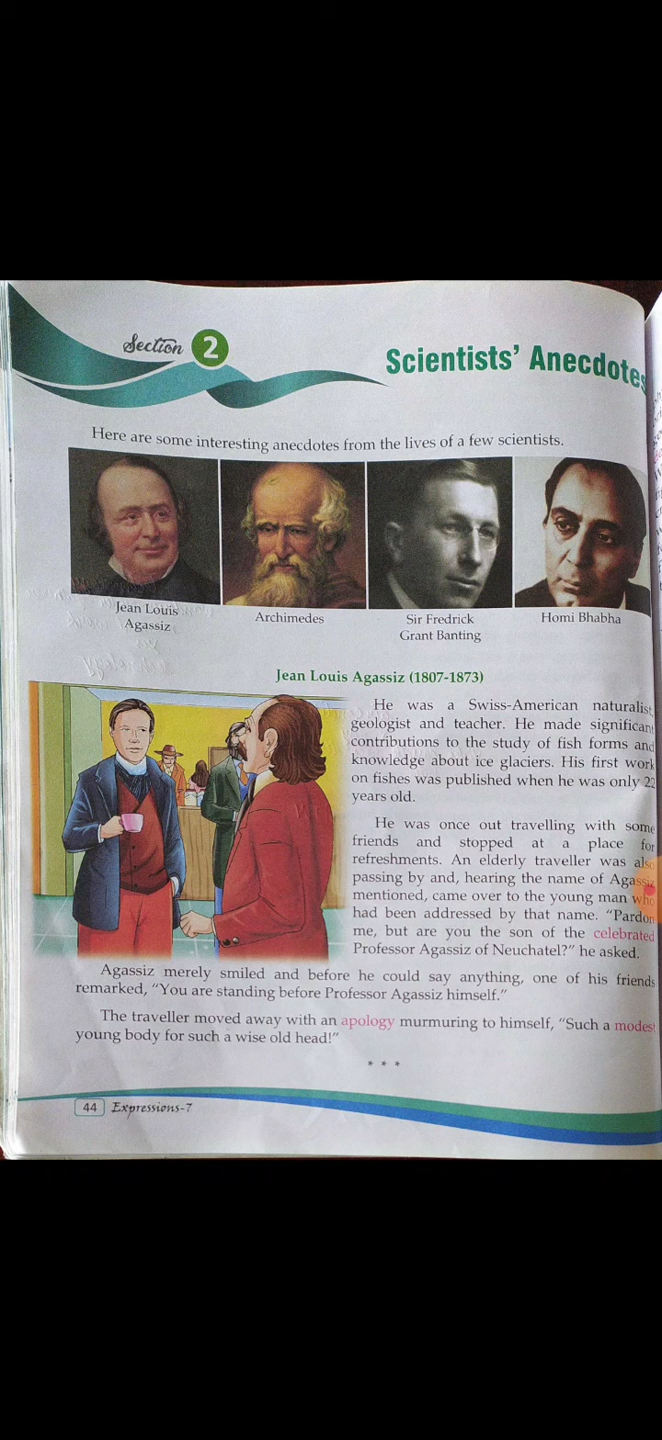 Section 2
Scientists' Anecdotes
Here are some interesting anecdotes from the lives of a few scientists.
Jean Louis
Agassiz
Archimedes
Sir Fredrick
Grant Banting
Homi Bhabha
Jean Louis Agassiz (1807-1873)
He was a Swiss-American naturalist,
geologist and teacher. He made significant
contributions to the study of fish forms and
knowledge about ice glaciers. His first work
on fishes was published when he was only 22
years old.
He was once out travelling with some
friends and stopped at a place for
refreshments. An elderly traveller was also
passing by and, hearing the name of Agassiz
mentioned, came over to the young man who
had been addressed by that name. "Pardon
me, but are you the son of the celebrated
Professor Agassiz of Neuchatel?" he asked.
Agassiz merely smiled and before he could say anything, one of his friends
remarked, "You are standing before Professor Agassiz himself."
The traveller moved away with an apology murmuring to himself, "Such a modest
young body for such a wise old head!"
* * *
44 Expressions-7